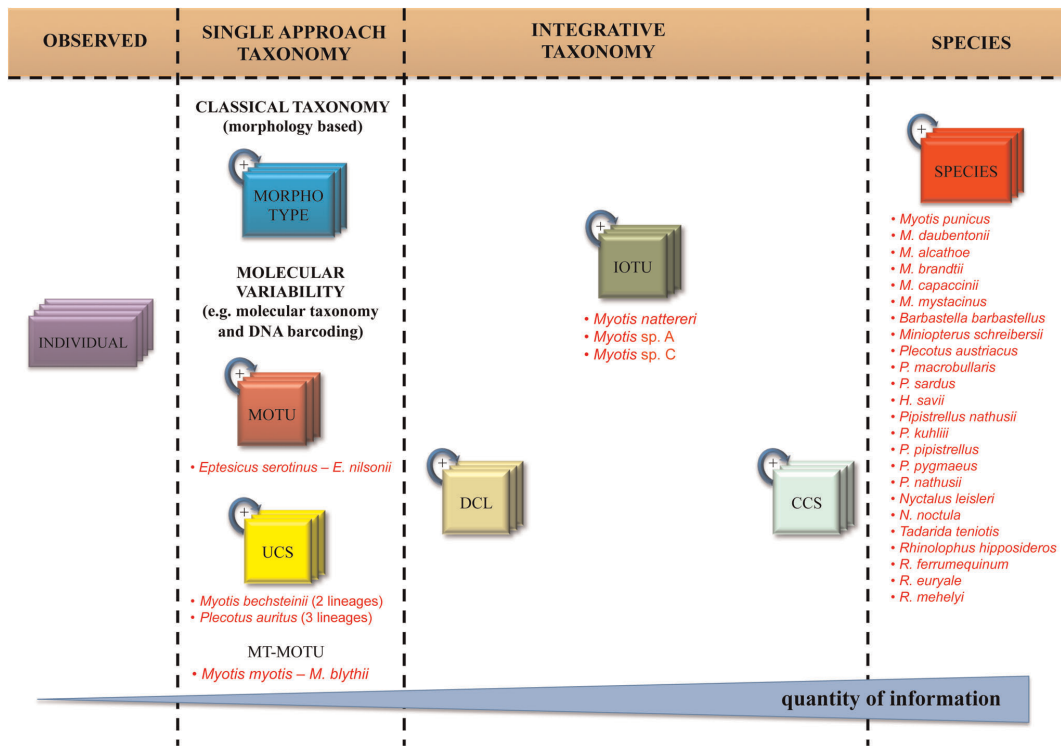 OBSERVED
SINGLE APPROACH
TAXONOMY
INTEGRATIVE
TAXONOMY
SPECIES
INDIVIDUAL
CLASSICAL TAXONOMY
(morphology based)
+
MORPHO
TYPE
MOLECULAR
VARIABILITY
(e.g. molecular taxonomy
and DNA barcoding)
+
MOTU
• Eptesicus serotinus – E. nilsonii
+
UCS
• Myotis bechsteinii (2 lineages)
• Plecotus auritus (3 lineages)
MT-MOTU
• Myotis myotis – M. blythii
+
IOTU
• Myotis nattereri
• Myotis sp. A
• Myotis sp. C
+
DCL
+
CCS
+
SPECIES
• Myotis punicus
• M. daubentonii
• M. alcathoe
• M. brandtii
• M. capaccinii
• M. mystacinus
• Barbastella barbastellus
• Miniopterus schreibersii
• Plecotus austriacus
• P. macrobullaris
• P. sardus
• H. savii
• Pipistrellus nathusii
• P. kuhliii
• P. pipistrellus
• P. pygmaeus
• P. nathusii
• Nyctalus leisleri
• N. noctula
• Tadarida teniotis
• Rhinolophus hipposideros
• R. ferrumequinum
• R. euryale
• R. mehelyi
quantity of information